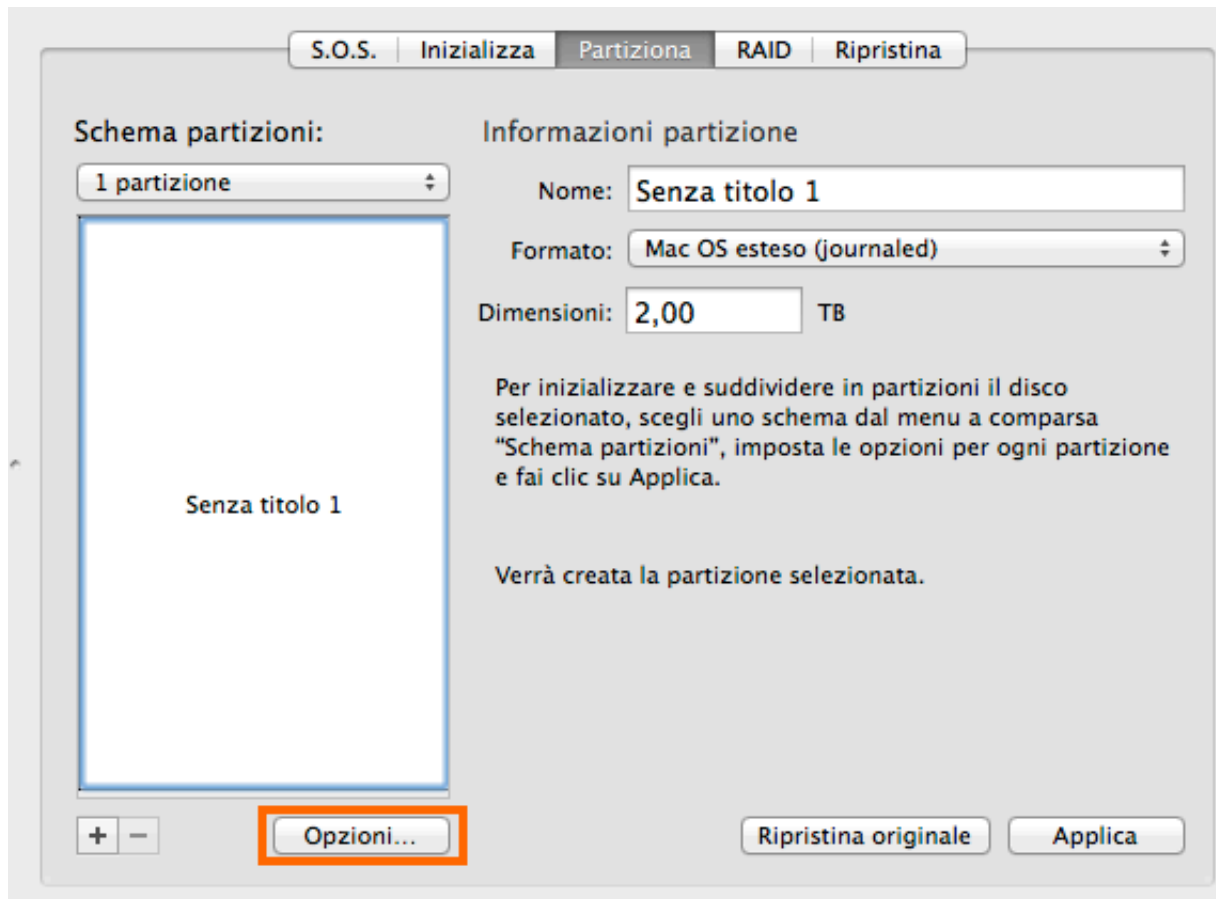 S.O.S. Inizializza Partiziona RAID Ripristina
Schema partizioni:
1 partizione
Senza titolo 1
+ −
Opzioni...
Informazioni partizione
Nome: Senza titolo 1
Formato: Mac OS esteso (journaled)
Dimensioni: 2,00 TB
Per inizializzare e suddividere in partizioni il disco
selezionato, scegli uno schema dal menu a comparsa
“Schema partizioni”, imposta le opzioni per ogni partizione
e fai clic su Applica.
Verrà creata la partizione selezionata.
Ripristina originale Applica